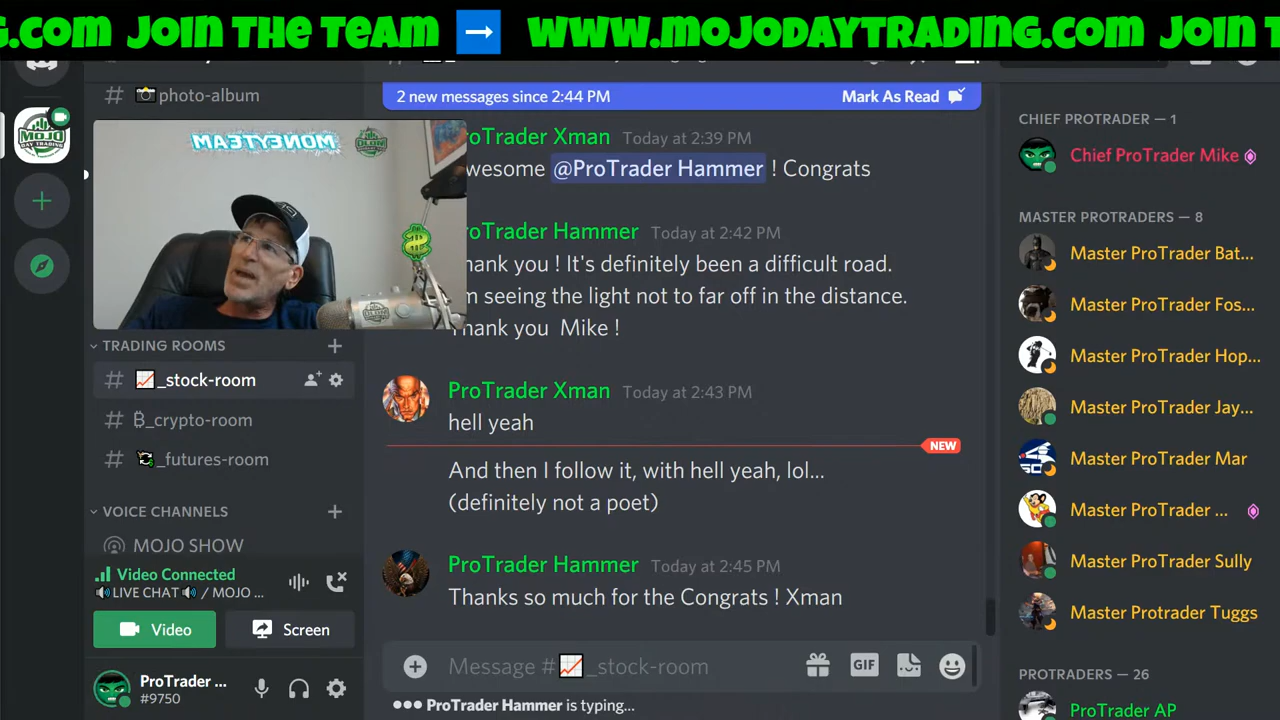 G.COM JOIN THE TEAM ➡ WWW.MOJODAYTRADING.COM JOIN T
# 📷photo-album
2 new messages since 2:44 PM
Mark As Read
MONEYTEAM
roTrader Xman Today at 2:39 PM
wesome @ProTrader Hammer ! Congrats
roTrader Hammer Today at 2:42 PM
hank you ! It's definitely been a difficult road.
m seeing the light not to far off in the distance.
hank you Mike !
ProTrader Xman Today at 2:43 PM
hell yeah
NEW
And then I follow it, with hell yeah, lol...
(definitely not a poet)
ProTrader Hammer Today at 2:45 PM
Thanks so much for the Congrats ! Xman
Message #📈_stock-room
GIF
ProTrader Hammer is typing...
MOJO
TRADING ROOMS
# 📈_stock-room
# ₿_crypto-room
# _futures-room
VOICE CHANNELS
MOJO SHOW
Video Connected
🔊LIVE CHAT 🔊 / MOJO ...
Video
Screen
ProTrader ...
#9750
CHIEF PROTRADER — 1
Chief ProTrader Mike
MASTER PROTRADERS — 8
Master ProTrader Bat...
Master ProTrader Fos...
Master ProTrader Hop...
Master ProTrader Jay...
Master ProTrader Mar
Master ProTrader ...
Master ProTrader Sully
Master Protrader Tuggs
PROTRADERS — 26
ProTrader AP